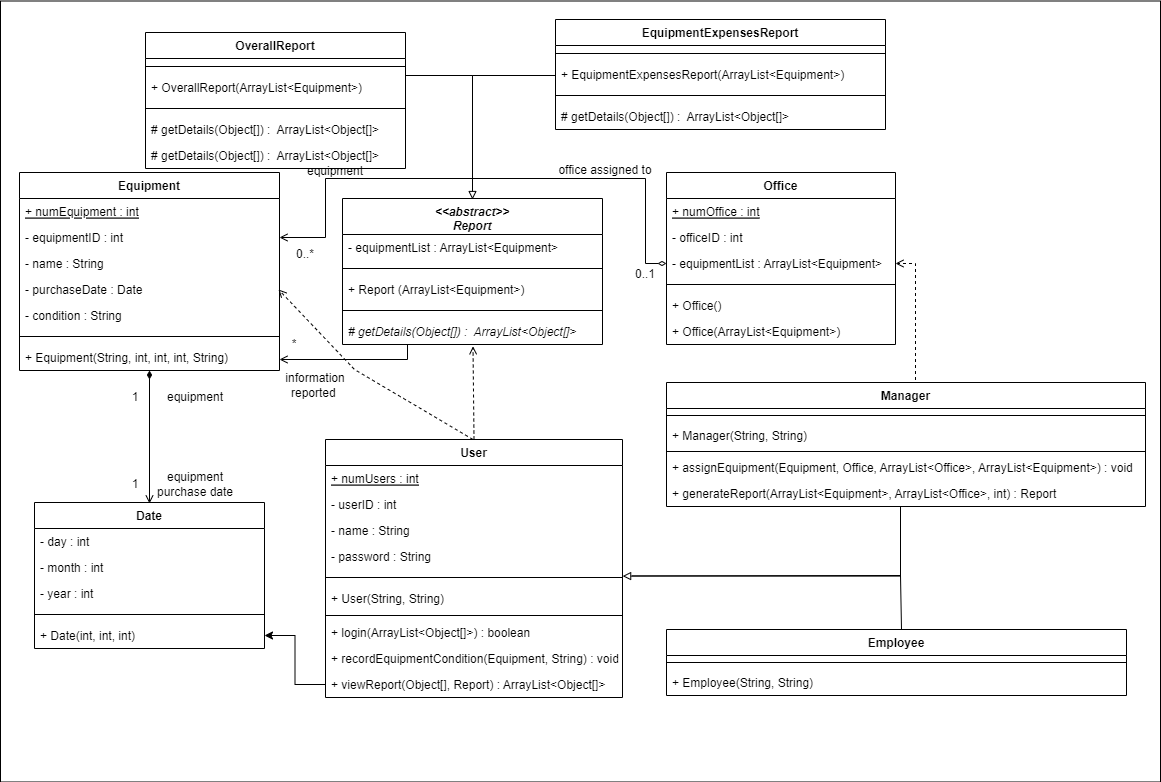 OverallReport
+ OverallReport(ArrayList<Equipment>)
# getDetails(Object[]) :  ArrayList<Object[]>
# getDetails(Object[]) :  ArrayList<Object[]>
EquipmentExpensesReport
+ EquipmentExpensesReport(ArrayList<Equipment>)
# getDetails(Object[]) :  ArrayList<Object[]>
equipment
office assigned to
0..*
0..1
Equipment
+ numEquipment : int
- equipmentID : int
- name : String
- purchaseDate : Date
- condition : String
+ Equipment(String, int, int, int, String)
<<abstract>>
Report
- equipmentList : ArrayList<Equipment>
+ Report (ArrayList<Equipment>)
# getDetails(Object[]) :  ArrayList<Object[]>
Office
+ numOffice : int
- officeID : int
- equipmentList : ArrayList<Equipment>
+ Office()
+ Office(ArrayList<Equipment>)
*
information
reported
1
equipment
1
equipment
purchase date
Date
- day : int
- month : int
- year : int
+ Date(int, int, int)
User
+ numUsers : int
- userID : int
- name : String
- password : String
+ User(String, String)
+ login(ArrayList<Object[]>) : boolean
+ recordEquipmentCondition(Equipment, String) : void
+ viewReport(Object[], Report) : ArrayList<Object[]>
Manager
+ Manager(String, String)
+ assignEquipment(Equipment, Office, ArrayList<Office>, ArrayList<Equipment>) : void
+ generateReport(ArrayList<Equipment>, ArrayList<Office>, int) : Report
Employee
+ Employee(String, String)